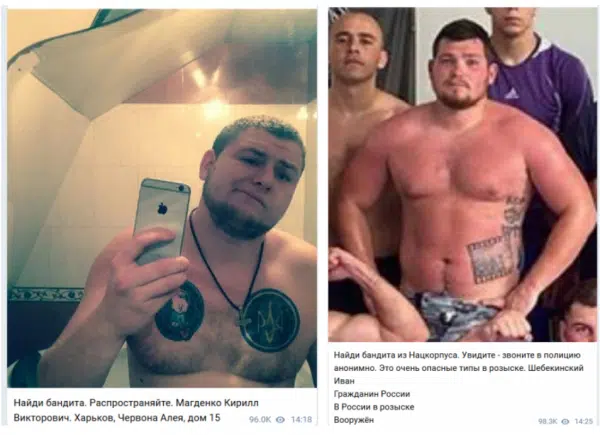 Найди бандита. Распространяйте. Магденко Кирилл
Викторович. Харьков, Червона Алея, дом 15
96.0K 14:18
Найди бандита из Нацкорпуса. Увидите - звоните в полицию
анонимно. Это очень опасные типы в розыске. Шебекинский
Иван
Гражданин России
В России в розыске
Вооружён
98.3K 14:25